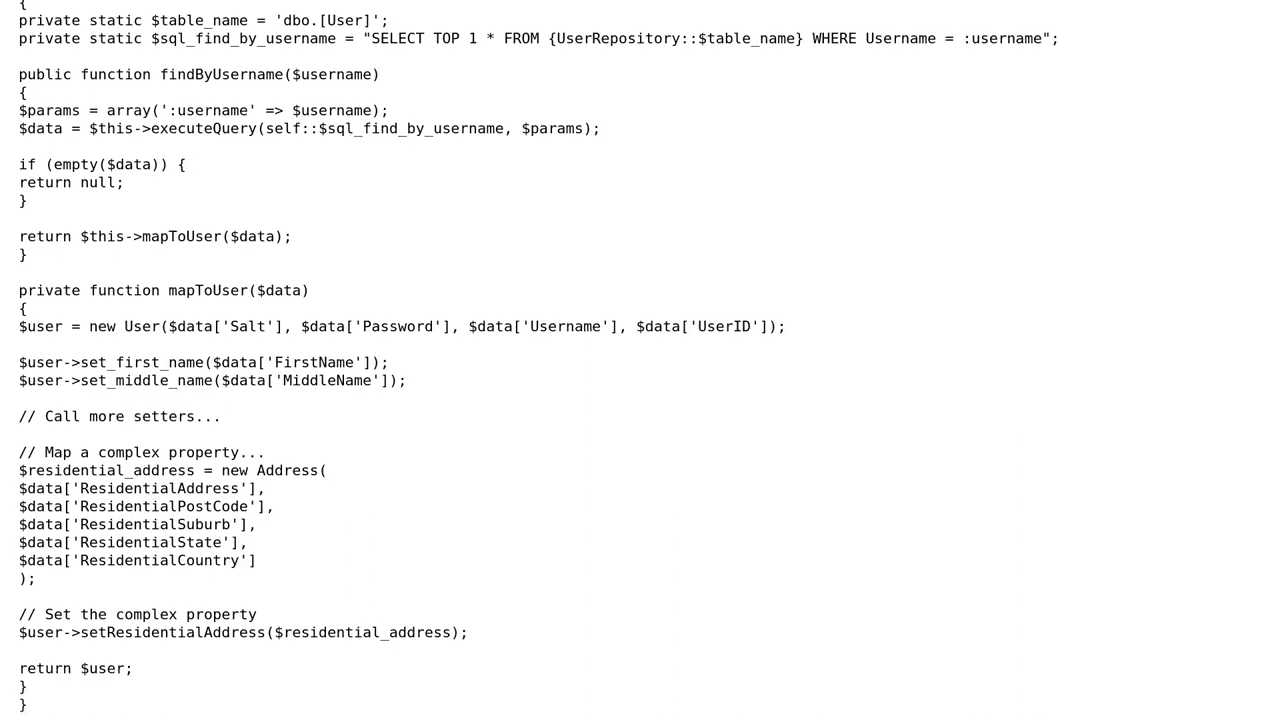 {
private static $table_name = 'dbo.[User]';
private static $sql_find_by_username = "SELECT TOP 1 * FROM {UserRepository::$table_name} WHERE Username = :username";
public function findByUsername($username)
{
$params = array(':username' => $username);
$data = $this->executeQuery(self::$sql_find_by_username, $params);
if (empty($data)) {
return null;
}
return $this->mapToUser($data);
}
private function mapToUser($data)
{
$user = new User($data['Salt'], $data['Password'], $data['Username'], $data['UserID']);
$user->set_first_name($data['FirstName']);
$user->set_middle_name($data['MiddleName']);
// Call more setters...
// Map a complex property...
$residential_address = new Address(
$data['ResidentialAddress'],
$data['ResidentialPostCode'],
$data['ResidentialSuburb'],
$data['ResidentialState'],
$data['ResidentialCountry']
);
// Set the complex property
$user->setResidentialAddress($residential_address);
return $user;
}
}